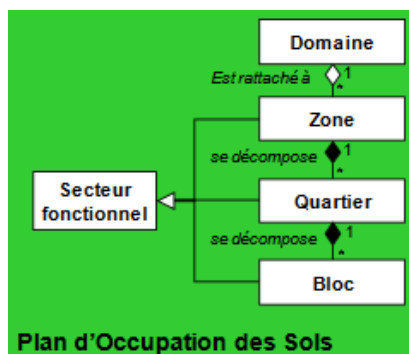 Domaine
Est rattaché à
1
*
Zone
se décompose
1
*
Secteur
fonctionnel
Quartier
se décompose
1
*
Bloc
Plan d'Occupation des Sols